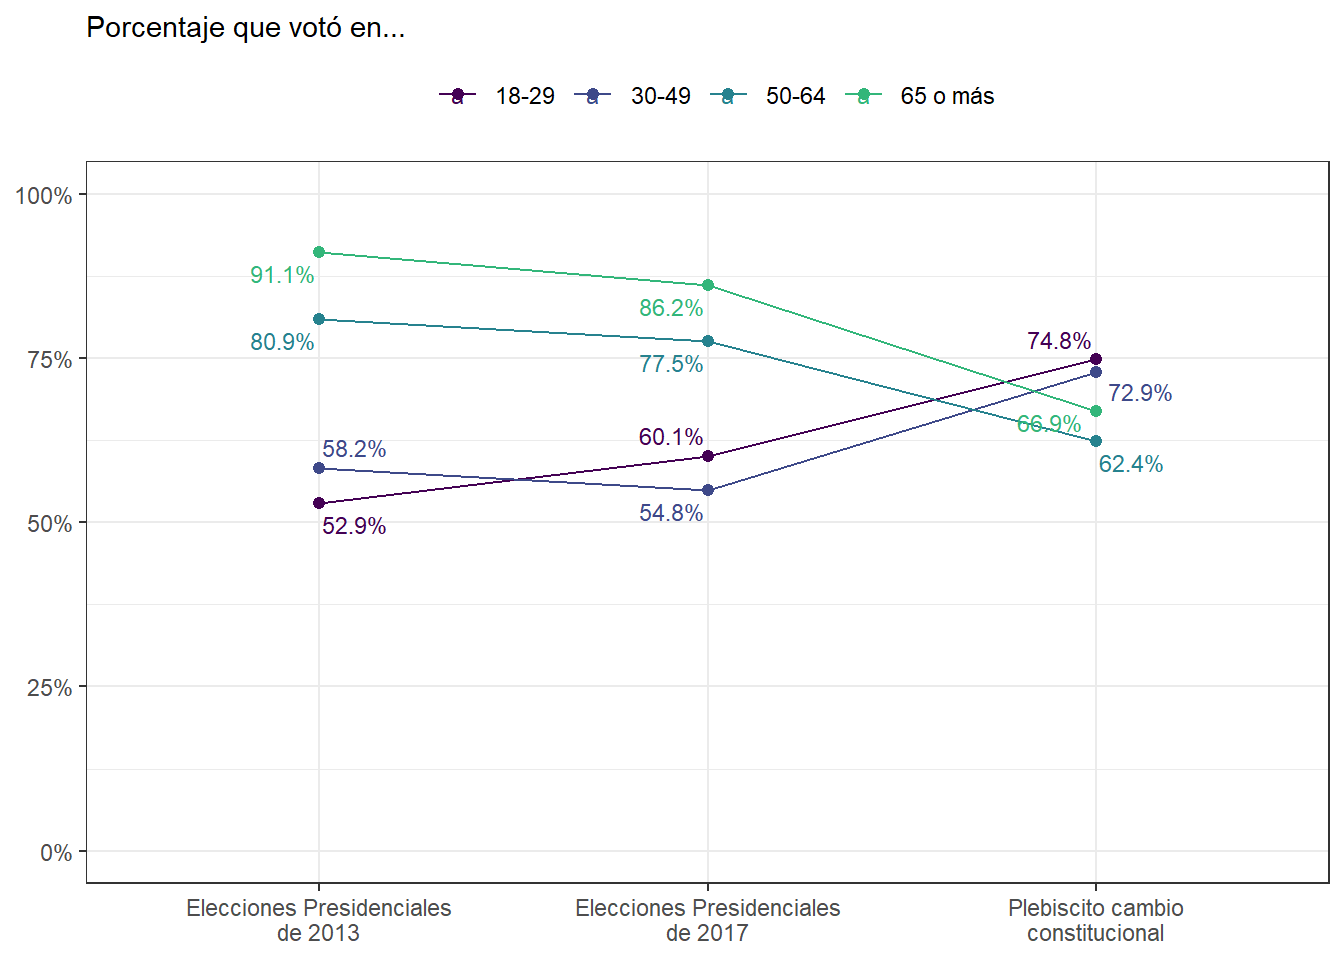 Porcentaje que votó en...
a 18-29 a 30-49 a 50-64 a 65 o más
100%
75%
50%
25%
0%
91.1%
86.2%
80.9%
77.5%
74.8%
72.9%
66.9%
62.4%
60.1%
58.2%
54.8%
52.9%
Elecciones Presidenciales
de 2013
Elecciones Presidenciales
de 2017
Plebiscito cambio
constitucional